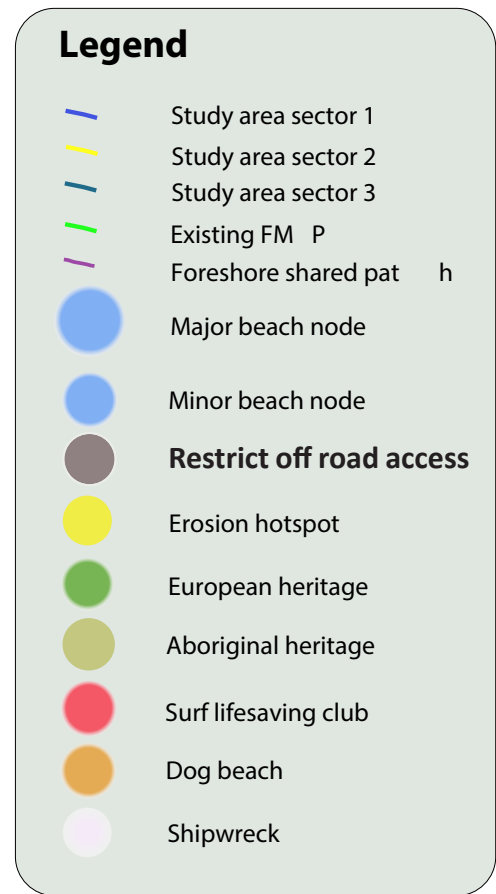 Legend
Study area sector 1
Study area sector 2
Study area sector 3
Existing FM P
Foreshore shared pat h
Major beach node
Minor beach node
Restrict off road access
Erosion hotspot
European heritage
Aboriginal heritage
Surf lifesaving club
Dog beach
Shipwreck